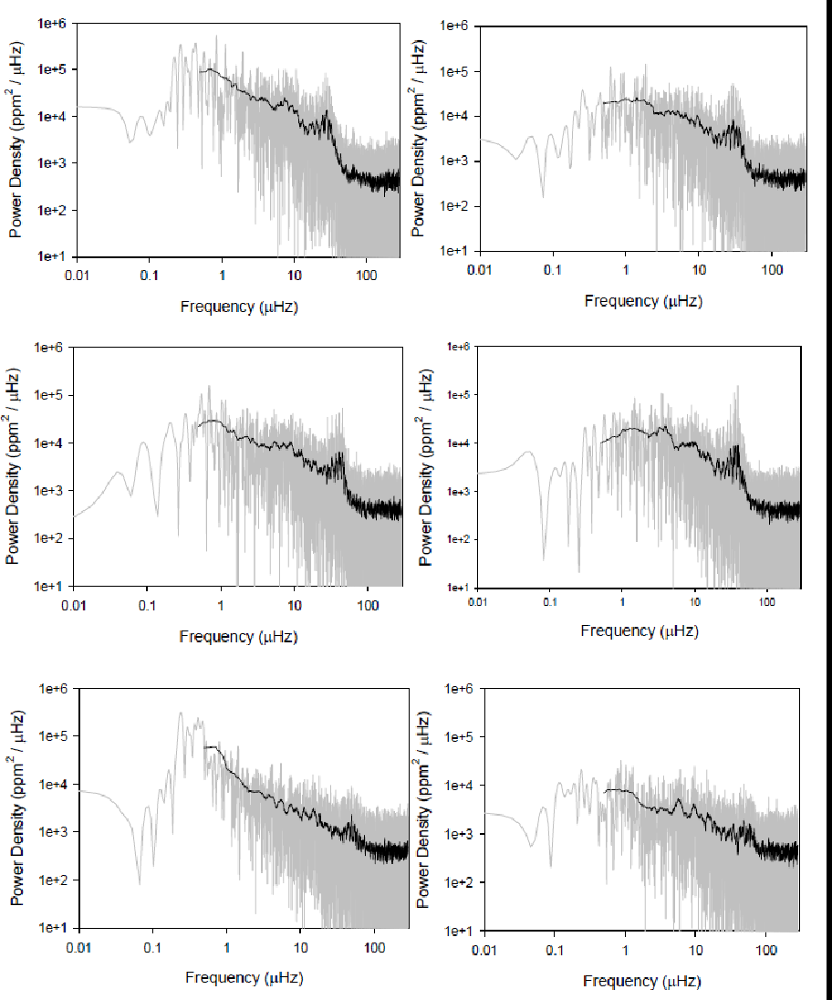 1e+6
1e+5
1e+4
1e+3
1e+2
1e+1
Power Density (ppm2 / μHz)
0.01 0.1 1 10 100
Frequency (μHz)
1e+6
1e+5
1e+4
1e+3
1e+2
1e+1
Power Density (ppm2 / μHz)
0.01 0.1 1 10 100
Frequency (μHz)
1e+6
1e+5
1e+4
1e+3
1e+2
1e+1
Power Density (ppm2 / μHz)
0.01 0.1 1 10 100
Frequency (μHz)
1e+6
1e+5
1e+4
1e+3
1e+2
1e+1
Power Density (ppm2 / μHz)
0.01 0.1 1 10 100
Frequency (μHz)
1e+6
1e+5
1e+4
1e+3
1e+2
1e+1
Power Density (ppm2 / μHz)
0.01 0.1 1 10 100
Frequency (μHz)
1e+6
1e+5
1e+4
1e+3
1e+2
1e+1
Power Density (ppm2 / μHz)
0.01 0.1 1 10 100
Frequency (μHz)